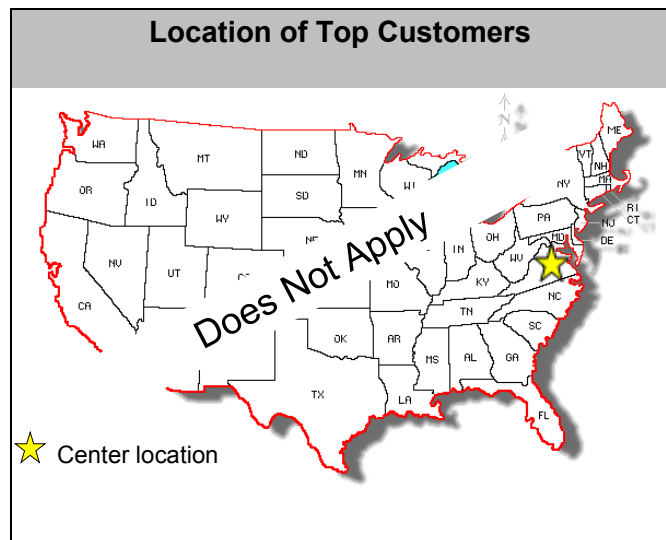 Location of Top Customers
N
ME
WA
MT
ND
MN
VT
NH
MA
OR
ID
SD
WI
NY
WY
RI
CT
PA
NJ
OH
MD
DE
IN
WV
NV
UT
Does Not Apply
MO
KY
CA
NC
TN
OK
AR
SC
MS
AL
GA
TX
LA
FL
Center location